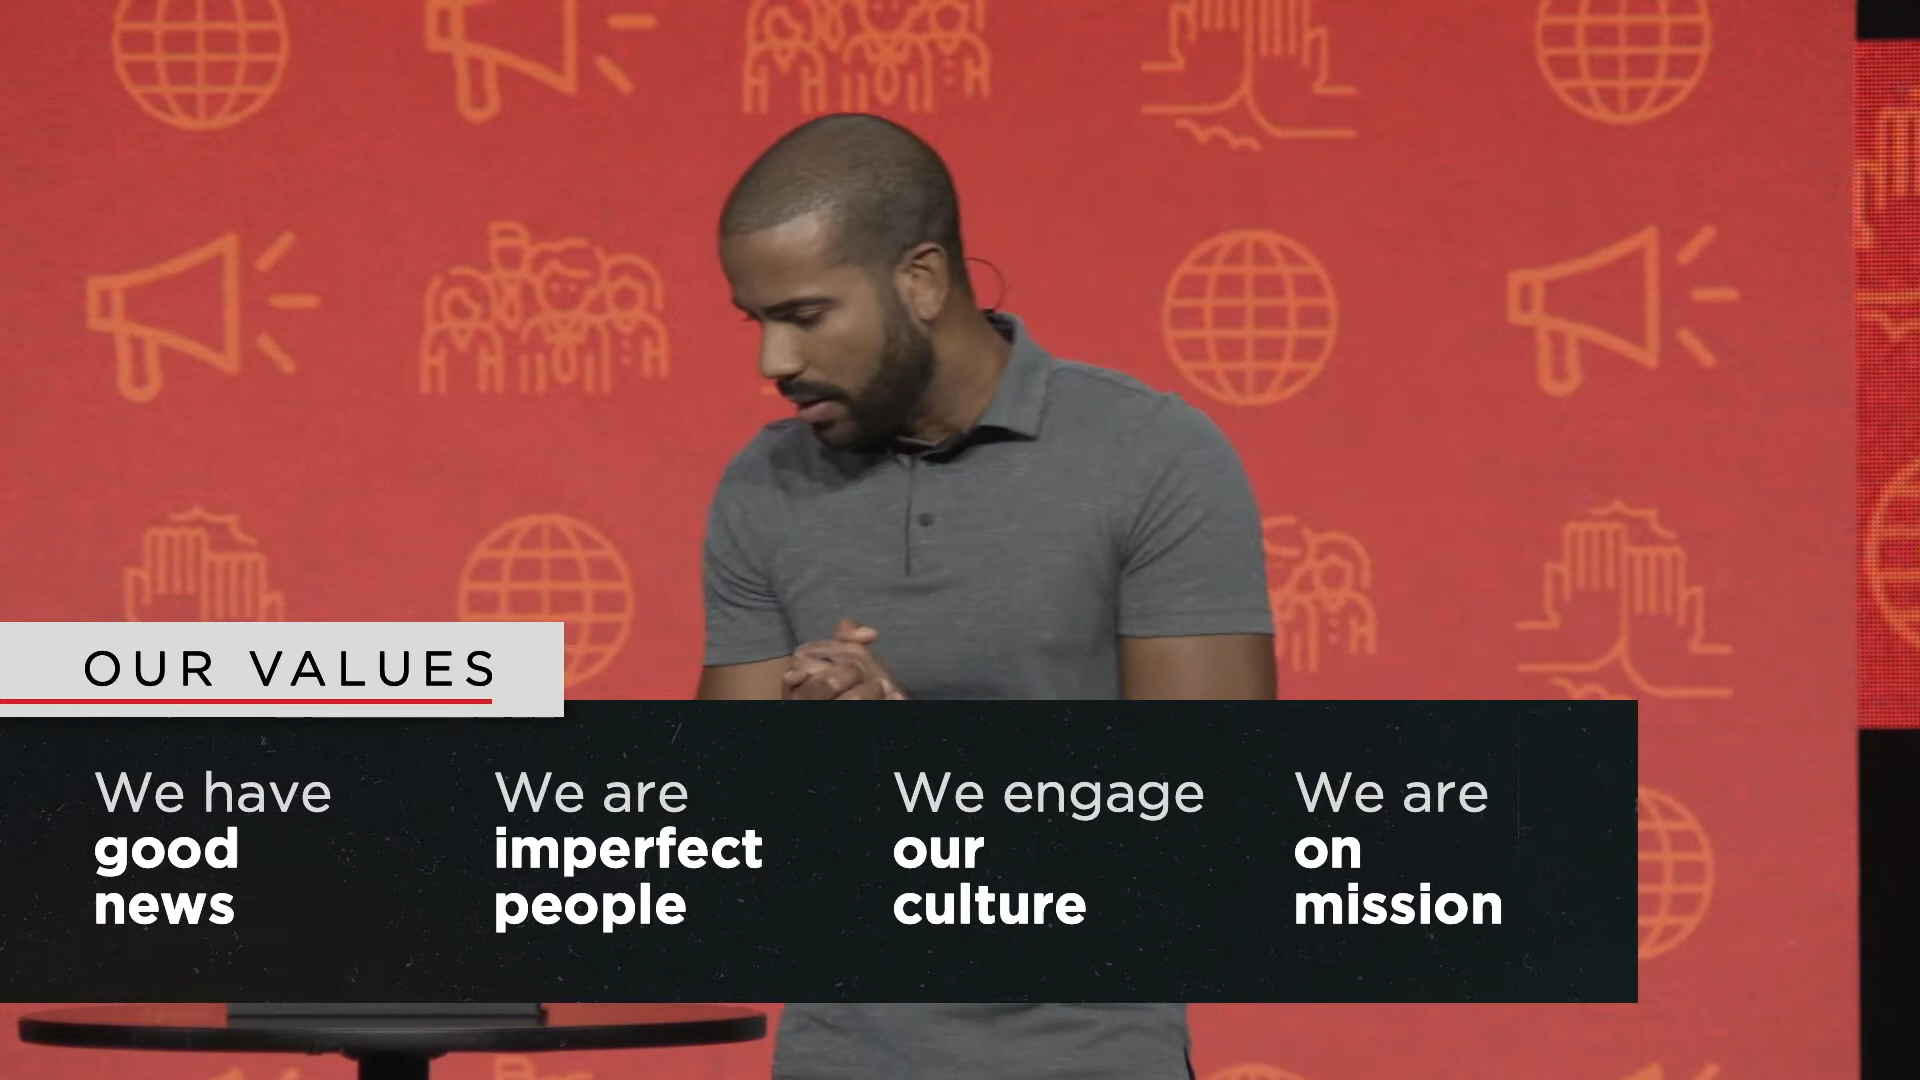 OUR VALUES
We have
good
news
We are
imperfect
people
We engage
our
culture
We are
on
mission